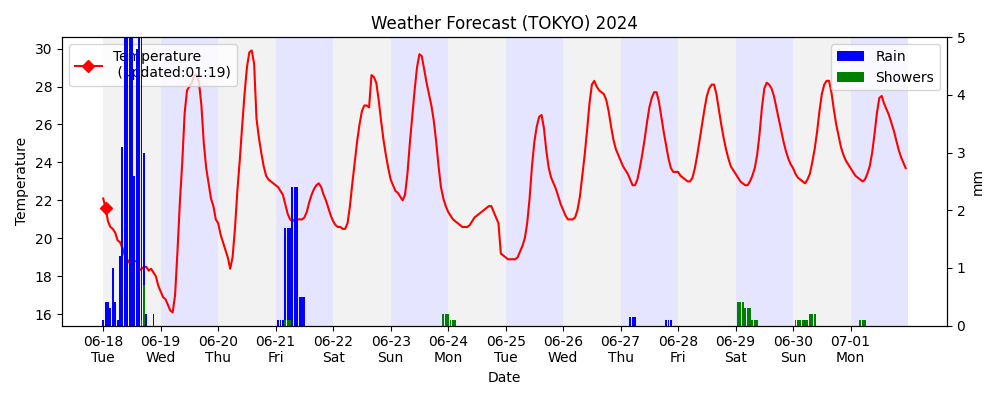 Weather Forecast (TOKYO) 2024
Temperature
(updated:01:19)
Rain
Showers
Temperature
30
28
26
24
22
20
18
16
5
4
3
2
1
0
mm
06-18 06-19 06-20 06-21 06-22 06-23 06-24 06-25 06-26 06-27 06-28 06-29 06-30 07-01
Tue Wed Thu Fri Sat Sun Mon Tue Wed Thu Fri Sat Sun Mon
Date